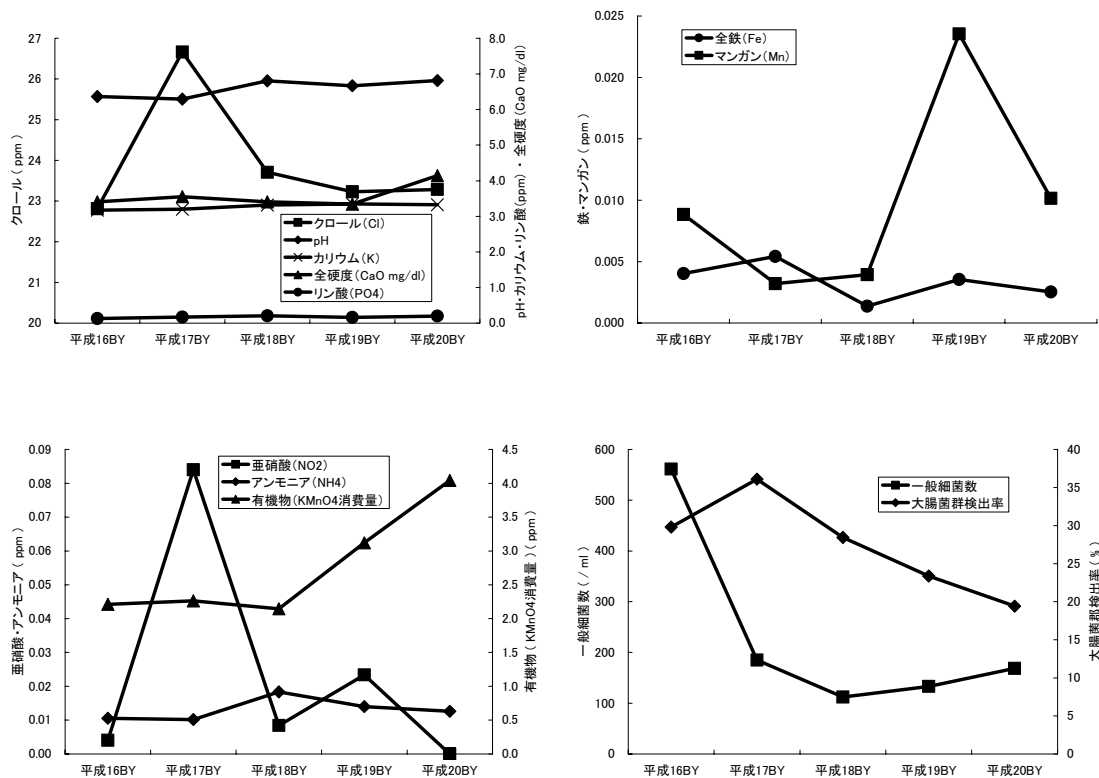 27
26
25
24
23
22
21
20
8.0
7.0
6.0
5.0
4.0
3.0
2.0
1.0
0.0
クロール( ppm )
pH・カリウム・リン酸(ppm) ・ 全硬度(CaO mg/dl)
クロール(Cl)
pH
カリウム(K)
全硬度(CaO mg/dl)
リン酸(PO4)
平成16BY 平成17BY 平成18BY 平成19BY 平成20BY
0.025
0.020
0.015
0.010
0.005
0.000
鉄・マンガン( ppm )
全鉄(Fe)
マンガン(Mn)
平成16BY 平成17BY 平成18BY 平成19BY 平成20BY
0.09
0.08
0.07
0.06
0.05
0.04
0.03
0.02
0.01
0.00
4.5
4.0
3.5
3.0
2.5
2.0
1.5
1.0
0.5
0.0
亜硝酸・アンモニア( ppm )
有機物( KMnO4消費量)( ppm )
亜硝酸(NO2)
アンモニア(NH4)
有機物(KMnO4消費量)
平成16BY 平成17BY 平成18BY 平成19BY 平成20BY
600
500
400
300
200
100
0
40
35
30
25
20
15
10
5
0
一般細菌数( / ml )
大腸菌郡検出率( % )
一般細菌数
大腸菌群検出率
平成16BY 平成17BY 平成18BY 平成19BY 平成20BY